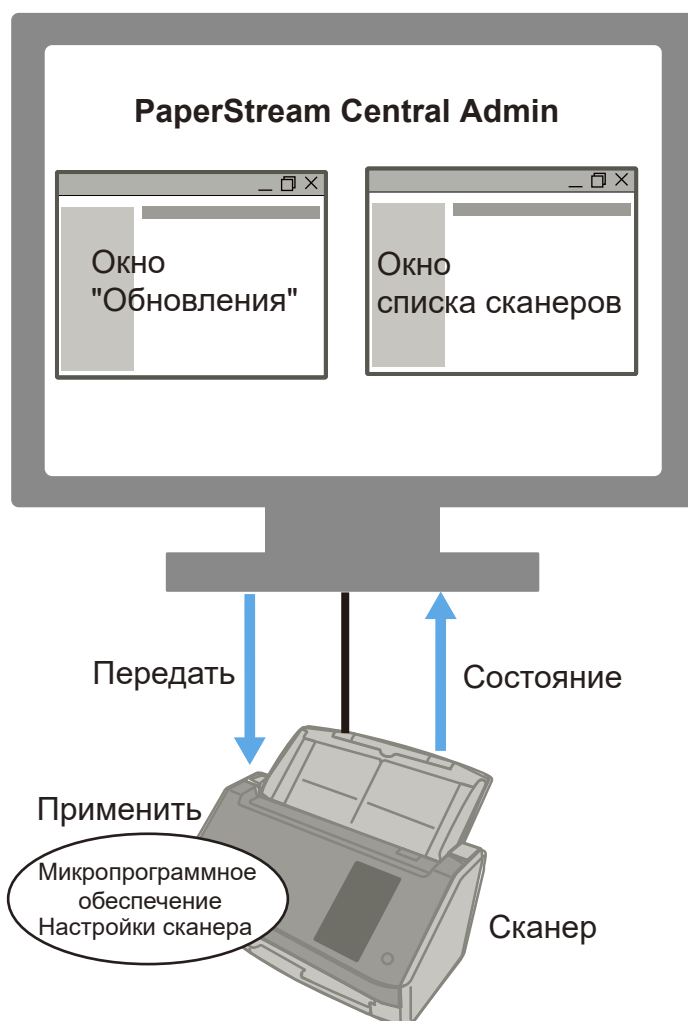 PaperStream Central Admin
Окно
"Обновления"
Окно
списка сканеров
Передать
Состояние
Применить
Микропрограммное
обеспечение
Настройки сканера
Сканер